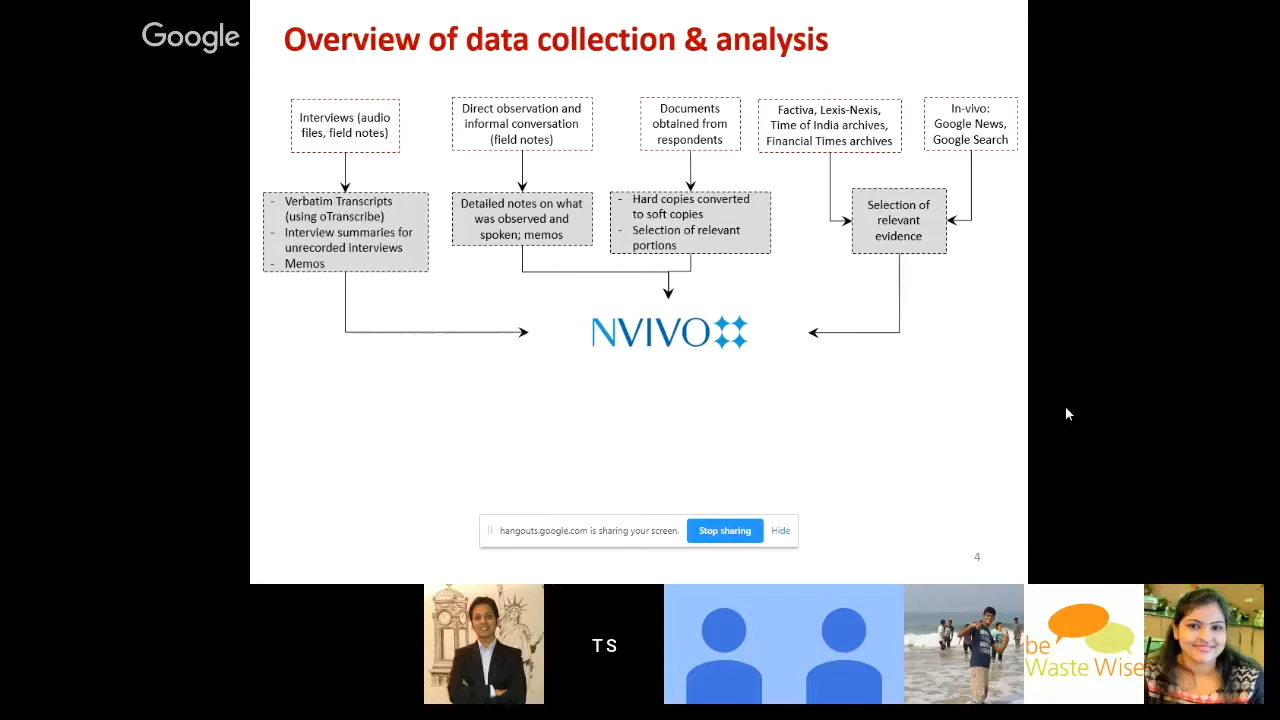 Google
Overview of data collection & analysis
Interviews (audio
files, field notes)
Direct observation and
informal conversation
(field notes)
Documents
obtained from
respondents
Factiva, Lexis-Nexis,
Time of India archives,
Financial Times archives
In-vivo:
Google News,
Google Search
- Verbatim Transcripts
(using oTranscribe)
- Interview summaries for
unrecorded interviews
- Memos
Detailed notes on what
was observed and
spoken; memos
- Hard copies converted
to soft copies
- Selection of relevant
portions
Selection of
relevant
evidence
NVIVO
hangouts.google.com is sharing your screen.
Stop sharing
Hide
4
TS
be
Waste Wise